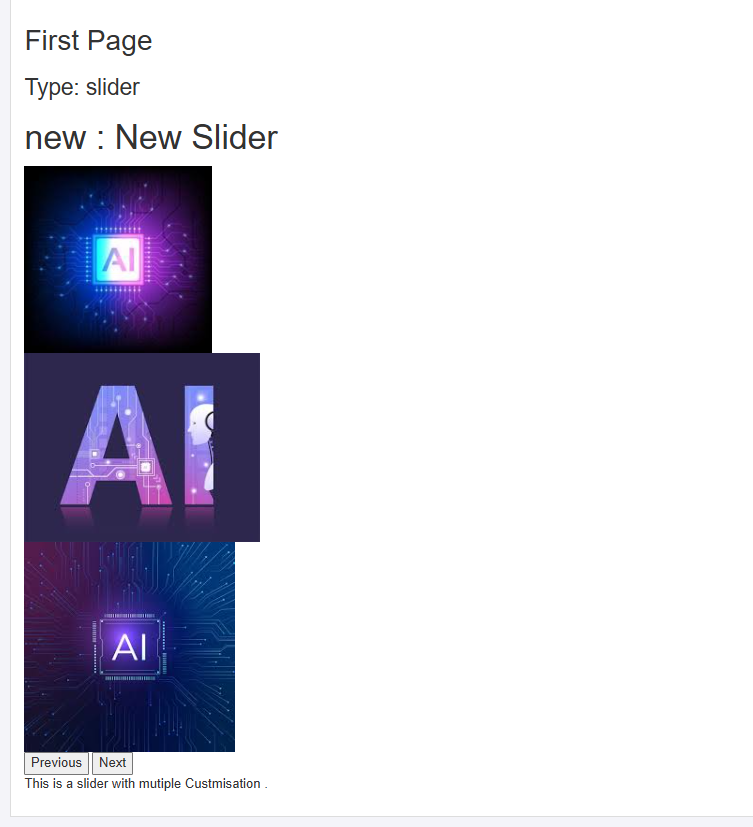 First Page
Type: slider
new : New Slider
AI
AI
AI
Previous Next
This is a slider with mutiple Custmisation .